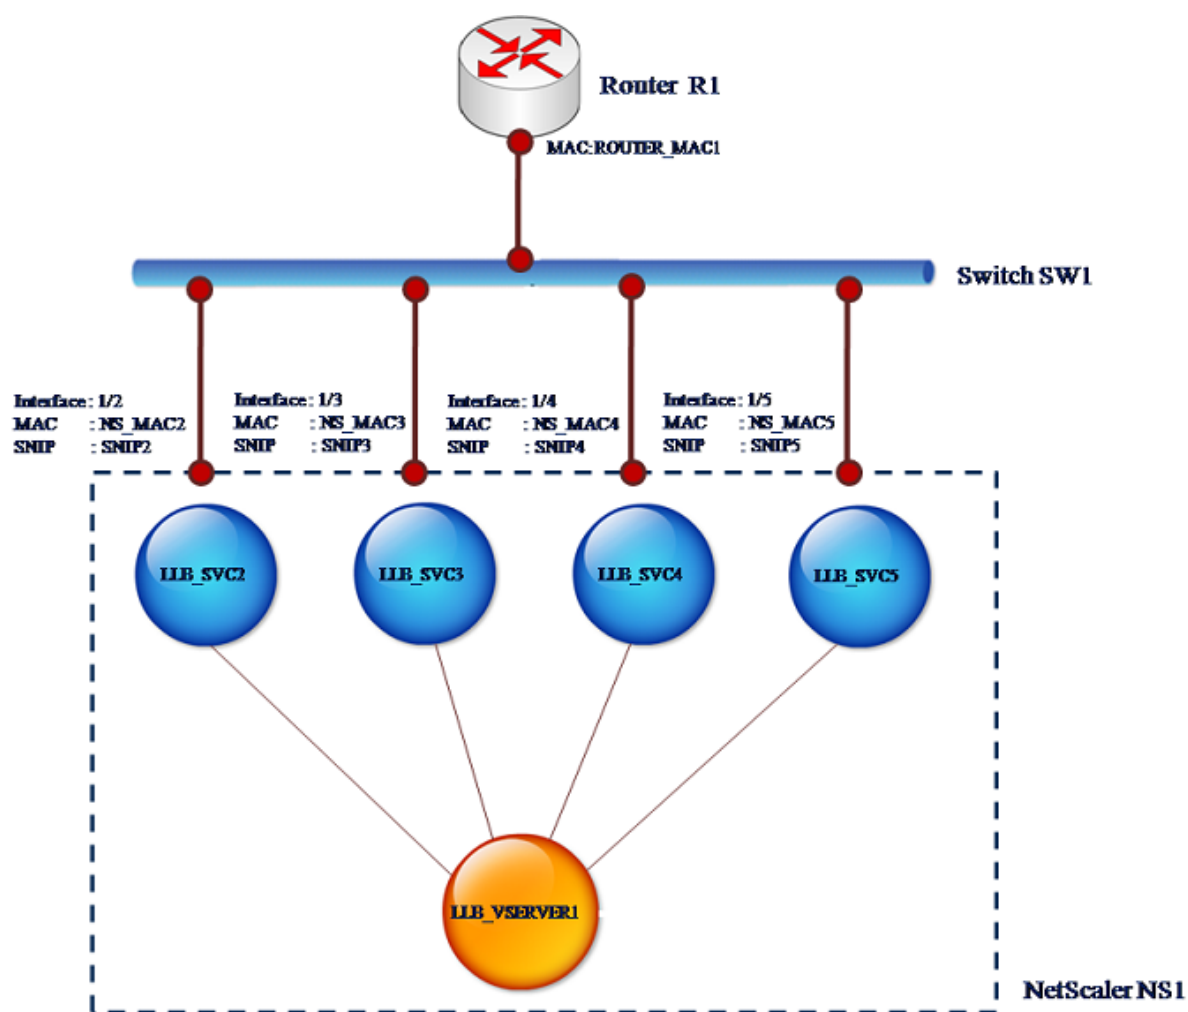 Router R1
MAC:ROUTER_MAC1
Switch SW1
Interface : 1/2
MAC : NS_MAC2
SNIP : SNIP2
Interface : 1/3
MAC : NS_MAC3
SNIP : SNIP3
Interface : 1/4
MAC : NS_MAC4
SNIP : SNIP4
Interface : 1/5
MAC : NS_MAC5
SNIP : SNIP5
LLB_SVC2
LLB_SVC3
LLB_SVC4
LLB_SVC5
LLB_VSERVER1
NetScaler NS1